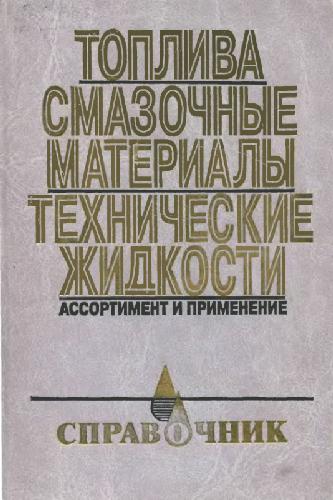 ТОПЛИВА
СМАЗОЧНЫЕ
МАТЕРИАЛЫ
ТЕХНИЧЕСКИЕ
ЖИДКОСТИ
АССОРТИМЕНТ И ПРИМЕНЕНИЕ
СПРАВОЧНИК